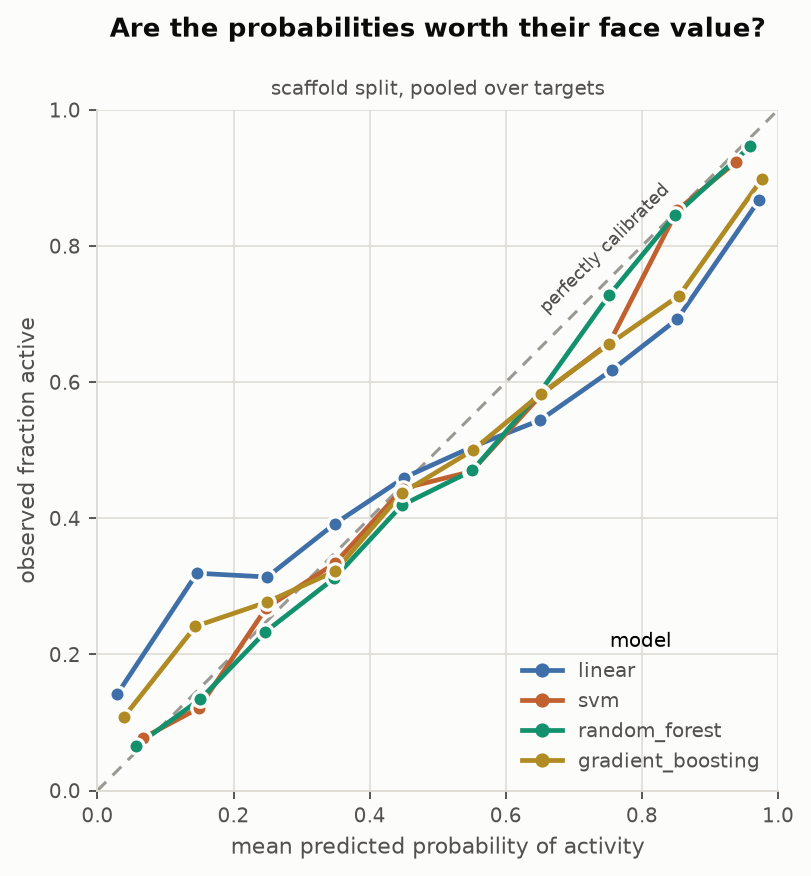 Are the probabilities worth their face value?
scaffold split, pooled over targets
1.0
0.8
0.6
0.4
0.2
0.0
observed fraction active
perfectly calibrated
model
linear
svm
random_forest
gradient_boosting
0.0 0.2 0.4 0.6 0.8 1.0
mean predicted probability of activity